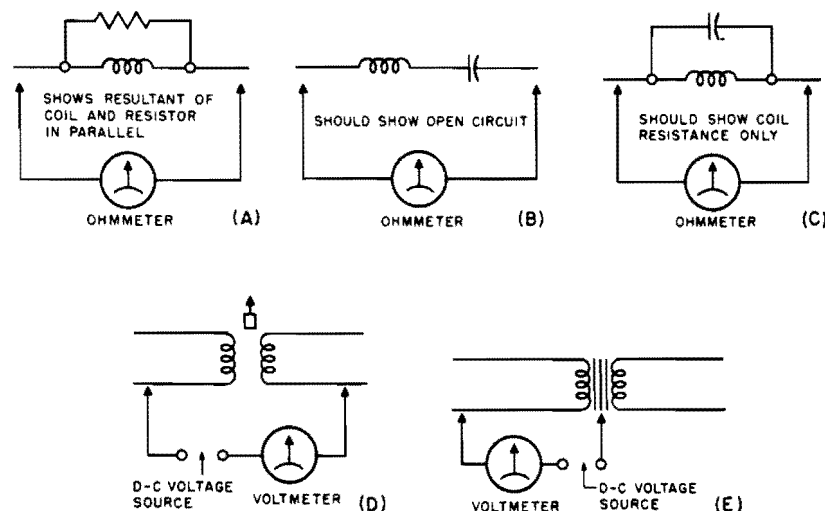 SHOWS RESULTANT OF
COIL AND RESISTOR
IN PARALLEL
OHMMETER
(A)
SHOULD SHOW OPEN CIRCUIT
OHMMETER
(B)
SHOULD SHOW COIL
RESISTANCE ONLY
OHMMETER
(C)
D-C VOLTAGE
SOURCE
VOLTMETER
(D)
VOLTMETER
D-C VOLTAGE
SOURCE
(E)